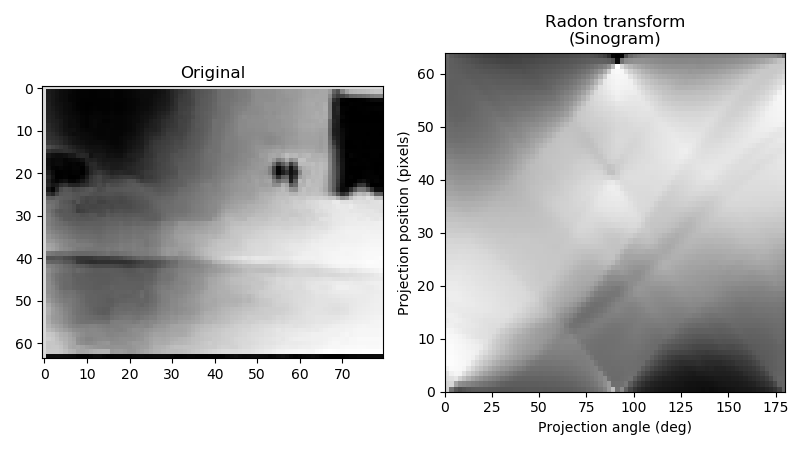 Original
0
10
20
30
40
50
60
0 10 20 30 40 50 60 70
Radon transform
(Sinogram)
Projection position (pixels)
60
50
40
30
20
10
0
0 25 50 75 100 125 150 175
Projection angle (deg)